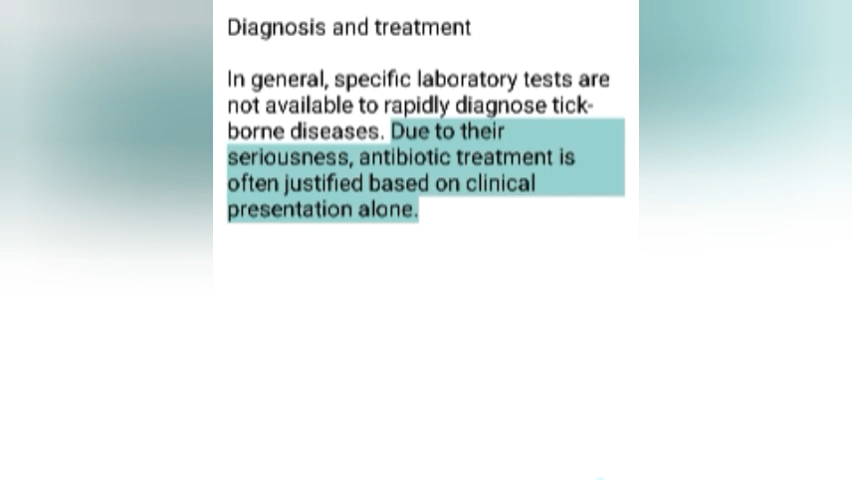 Diagnosis and treatment
In general, specific laboratory tests are
not available to rapidly diagnose tick-
borne diseases. Due to their
seriousness, antibiotic treatment is
often justified based on clinical
presentation alone.